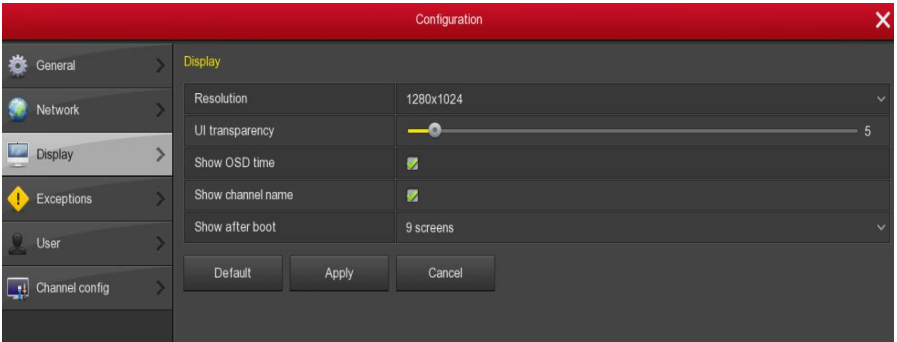 Configuration
General
Network
Display
Exceptions
User
Channel config
Display
Resolution 1280x1024
UI transparency 5
Show OSD time
Show channel name
Show after boot 9 screens
Default Apply Cancel